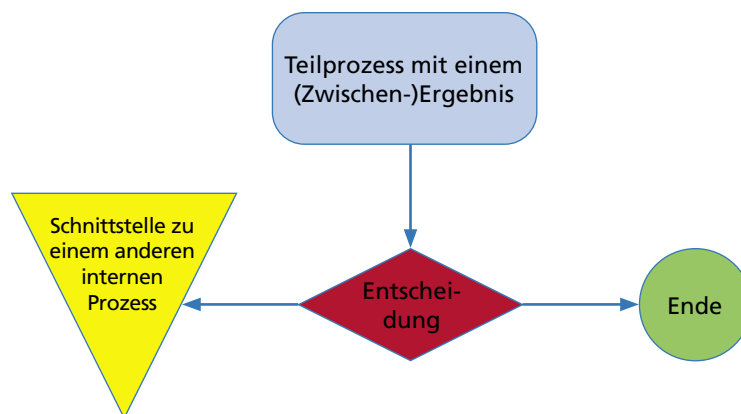 Teilprozess mit einem
(Zwischen-)Ergebnis
Schnittstelle zu
einem anderen
internen
Prozess
Entschei-
dung
Ende